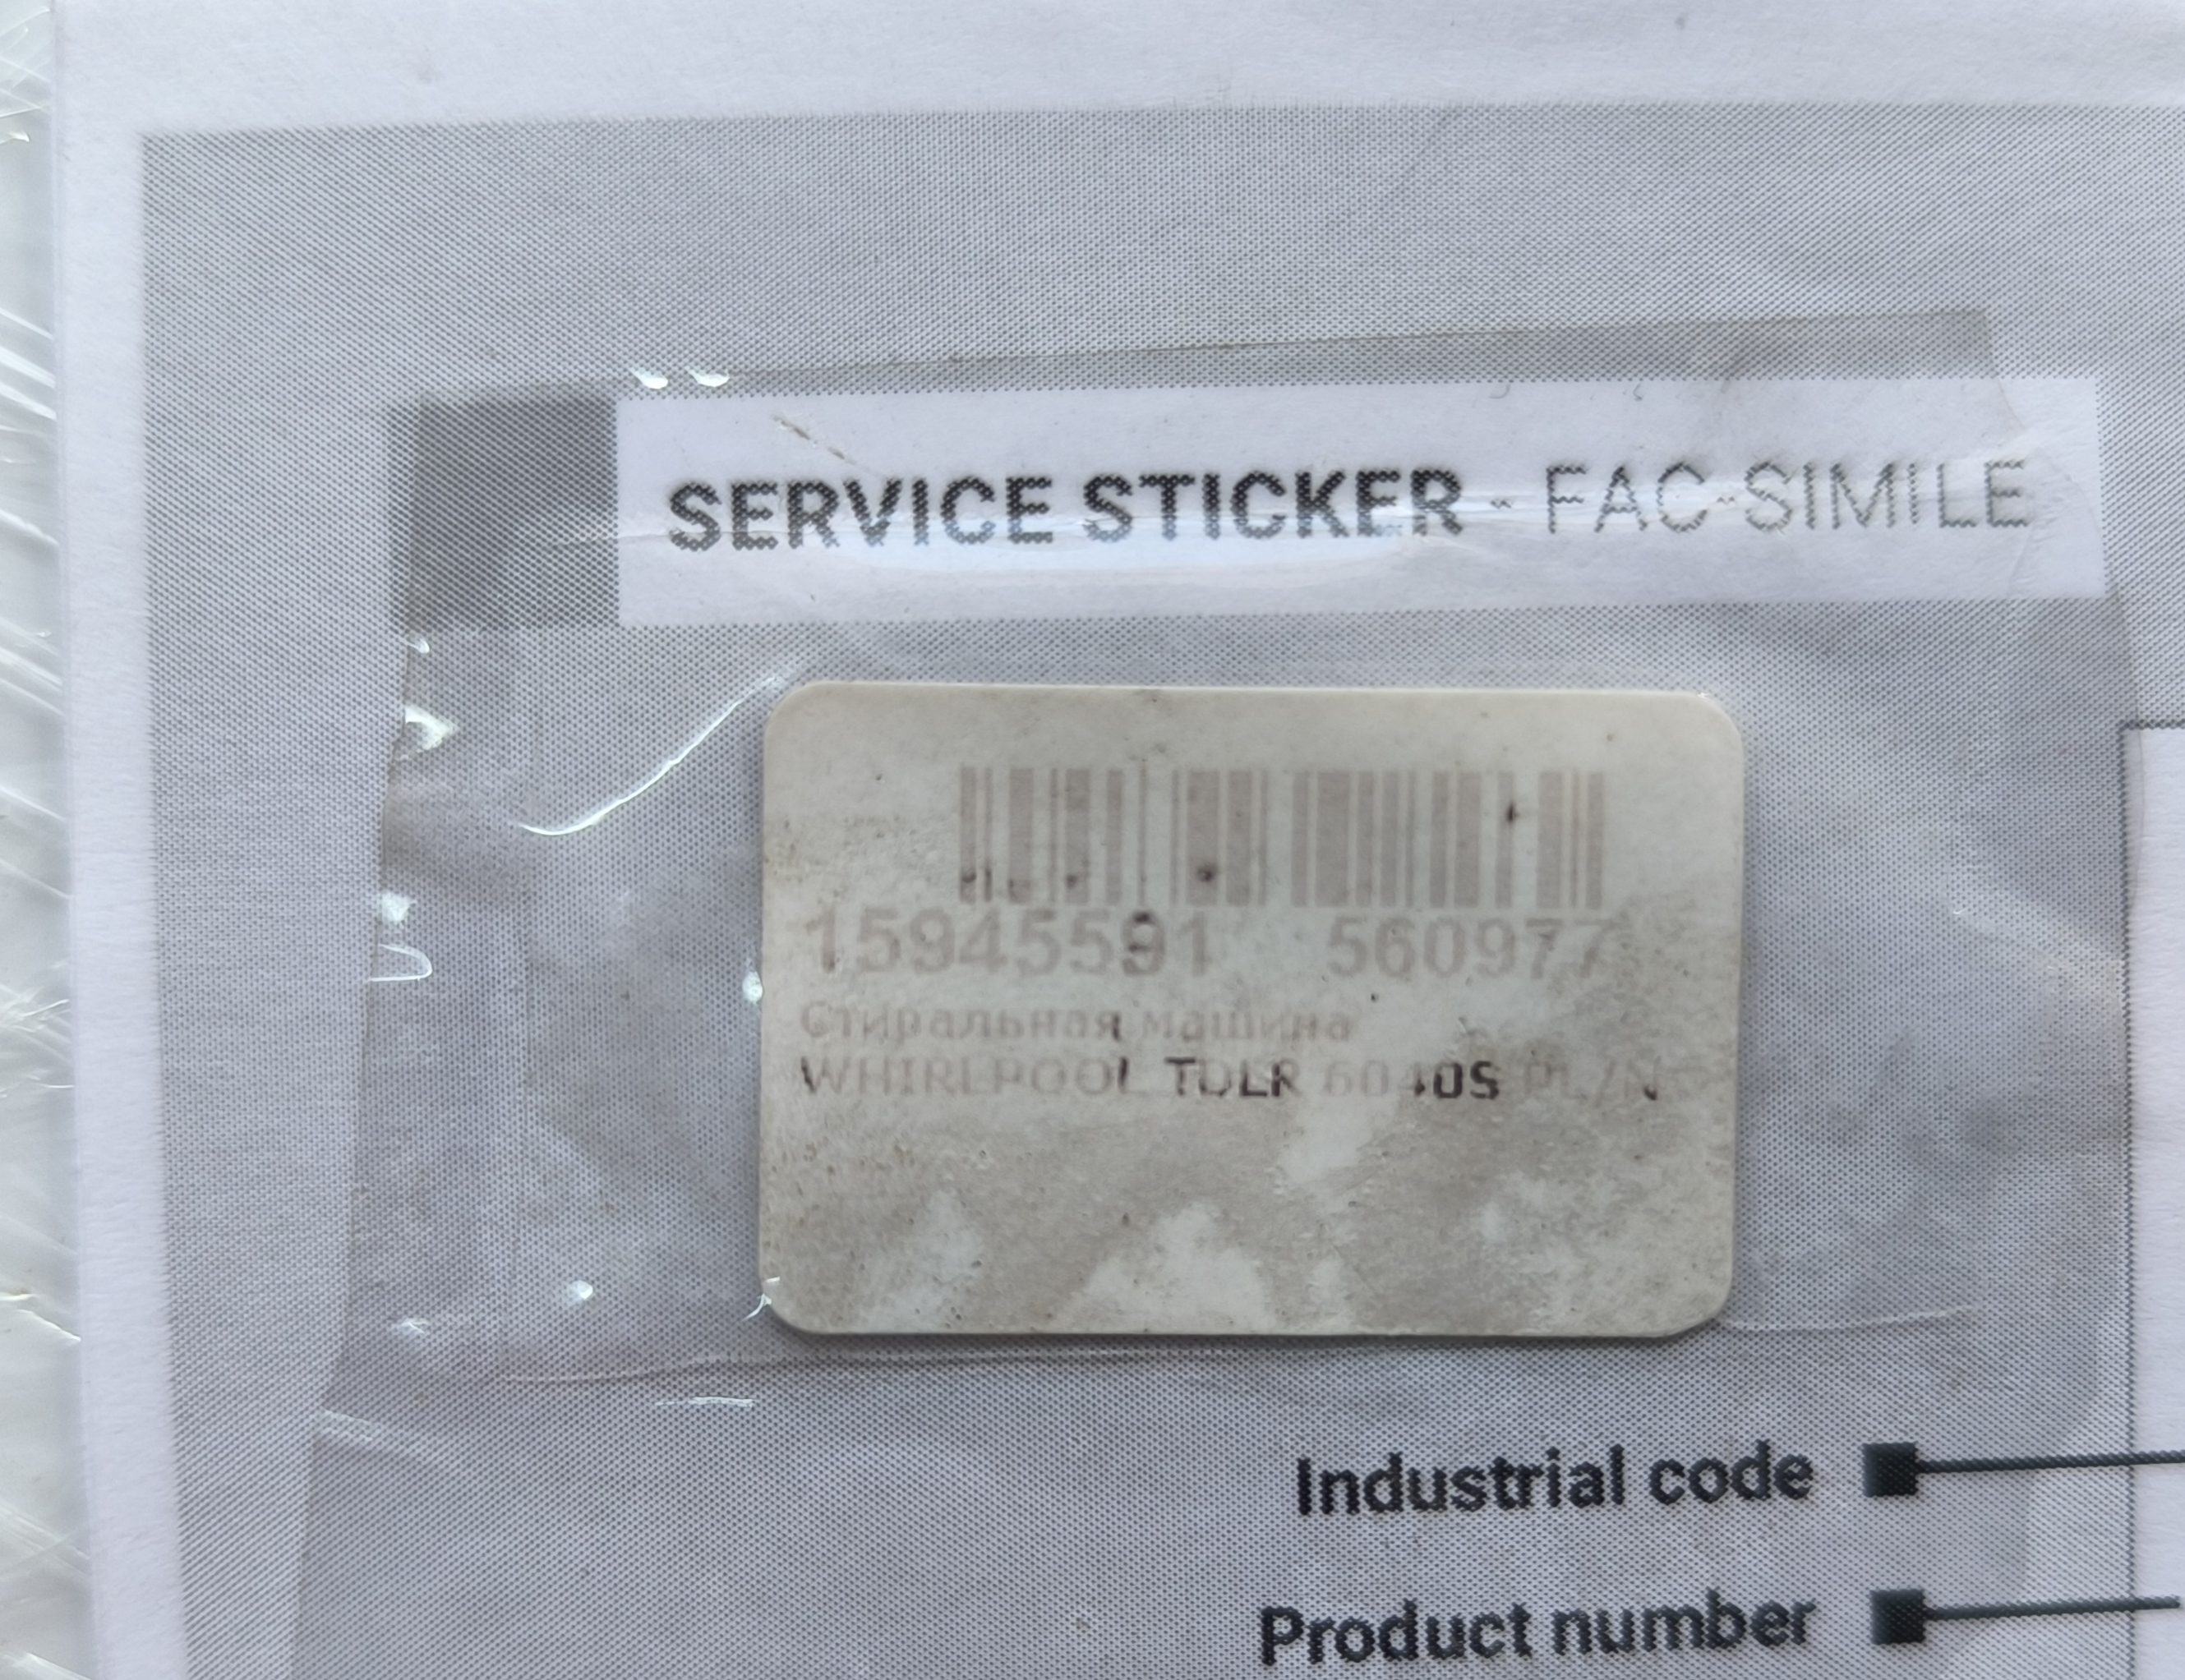 SERVICE STICKER - FAC-SIMILE
15945591 560977
Стиральная машина
WHIRLPOOL TDLR 6040S PL/N
Industrial code
Product number